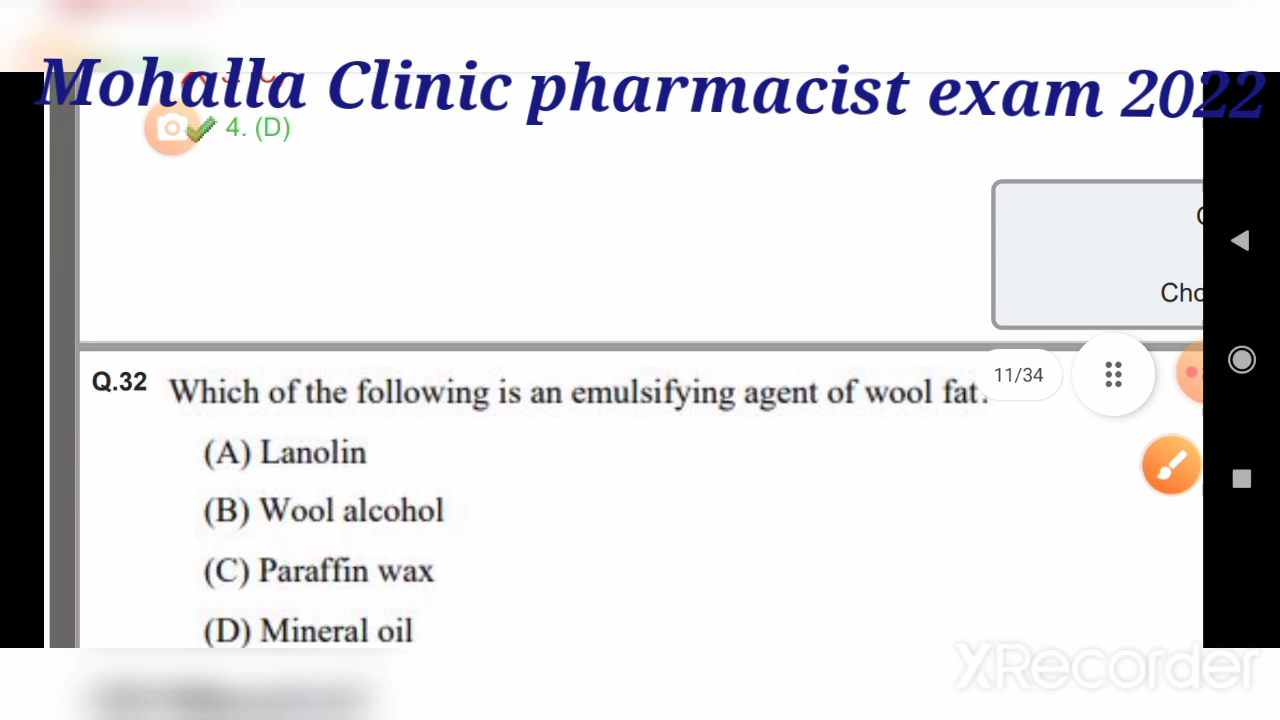 Mohalla Clinic pharmacist exam 2022
4. (D)
Cho
Q.32 Which of the following is an emulsifying agent of wool fat.
11/34
(A) Lanolin
(B) Wool alcohol
(C) Paraffin wax
(D) Mineral oil
XRecorder